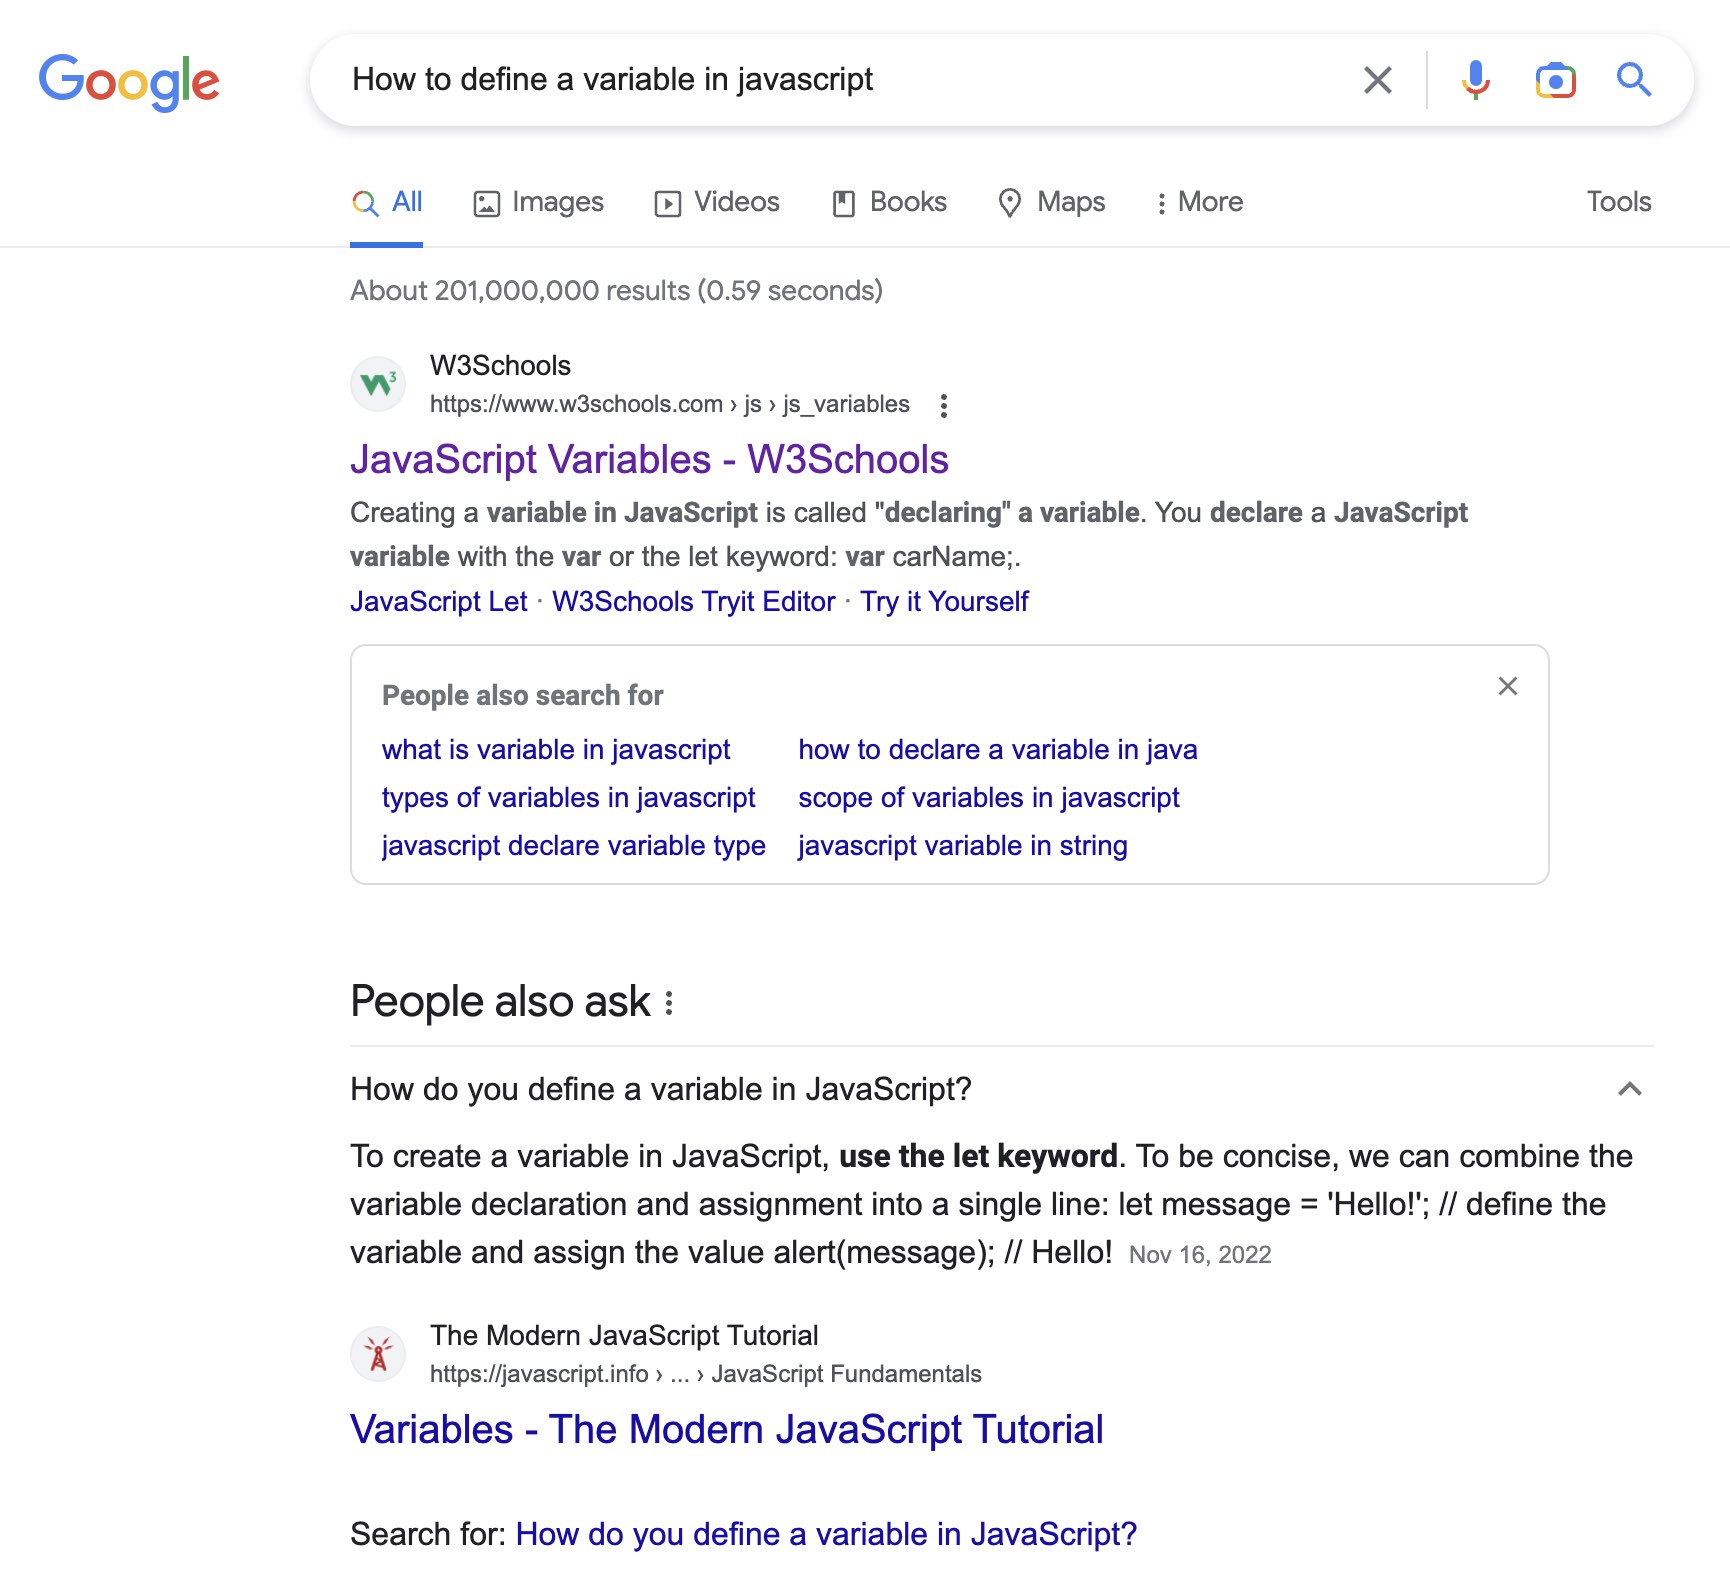 Google
How to define a variable in javascript
All Images Videos Books Maps More Tools
About 201,000,000 results (0.59 seconds)
W3Schools
https://www.w3schools.com › js › js_variables
JavaScript Variables - W3Schools
Creating a variable in JavaScript is called "declaring" a variable. You declare a JavaScript
variable with the var or the let keyword: var carName;.
JavaScript Let · W3Schools Tryit Editor · Try it Yourself
People also search for
what is variable in javascript how to declare a variable in java
types of variables in javascript scope of variables in javascript
javascript declare variable type javascript variable in string
People also ask
How do you define a variable in JavaScript?
To create a variable in JavaScript, use the let keyword. To be concise, we can combine the
variable declaration and assignment into a single line: let message = 'Hello!'; // define the
variable and assign the value alert(message); // Hello! Nov 16, 2022
The Modern JavaScript Tutorial
https://javascript.info › ... › JavaScript Fundamentals
Variables - The Modern JavaScript Tutorial
Search for: How do you define a variable in JavaScript?